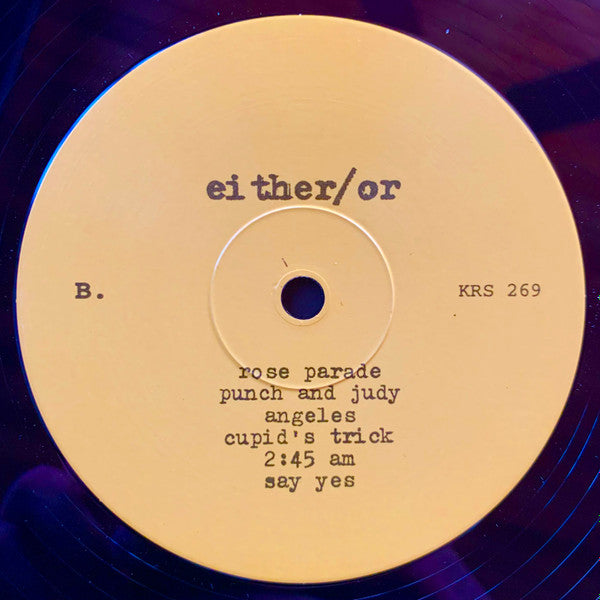 either/or
B.
KRS 269
rose parade
punch and judy
angeles
cupid's trick
2:45 am
say yes